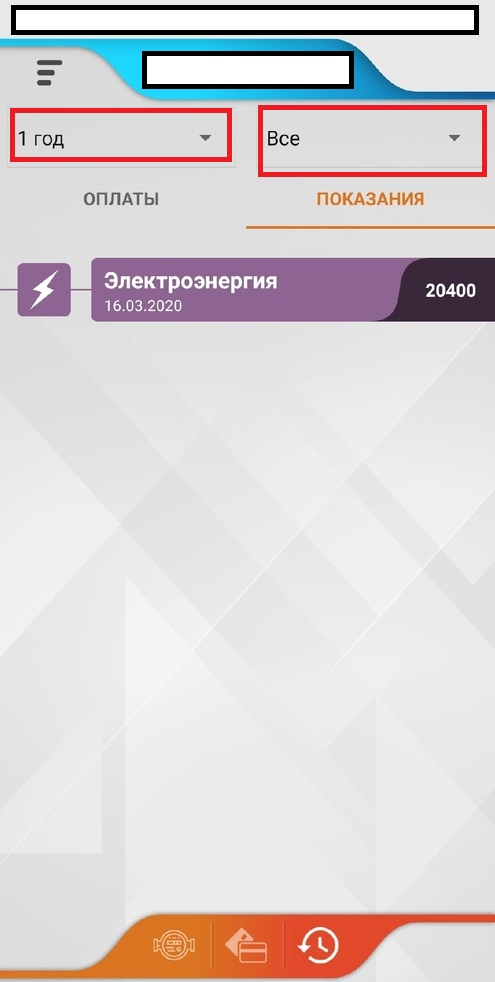 1 год
Все
ОПЛАТЫ
ПОКАЗАНИЯ
Электроэнергия
16.03.2020
20400